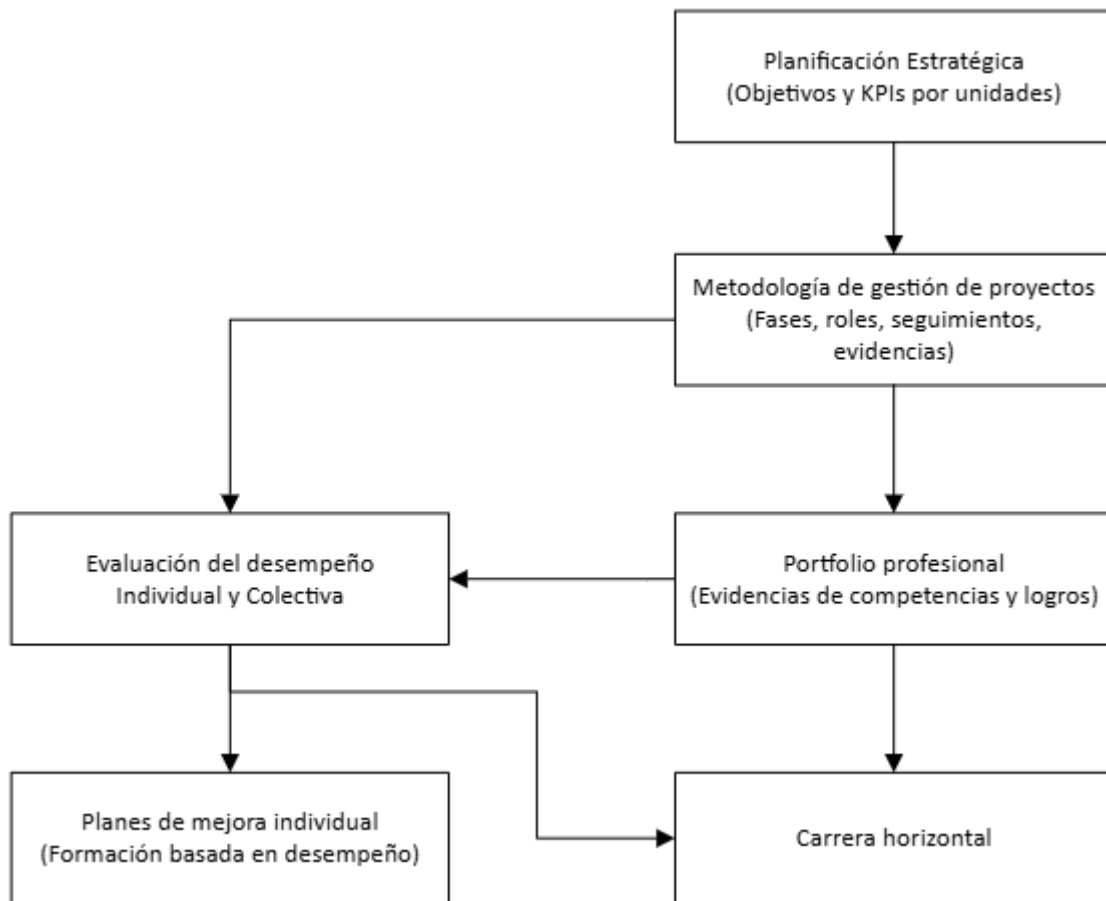 Planificación Estratégica
(Objetivos y KPIs por unidades)
Metodología de gestión de proyectos
(Fases, roles, seguimientos,
evidencias)
Evaluación del desempeño
Individual y Colectiva
Portfolio profesional
(Evidencias de competencias y logros)
Planes de mejora individual
(Formación basada en desempeño)
Carrera horizontal